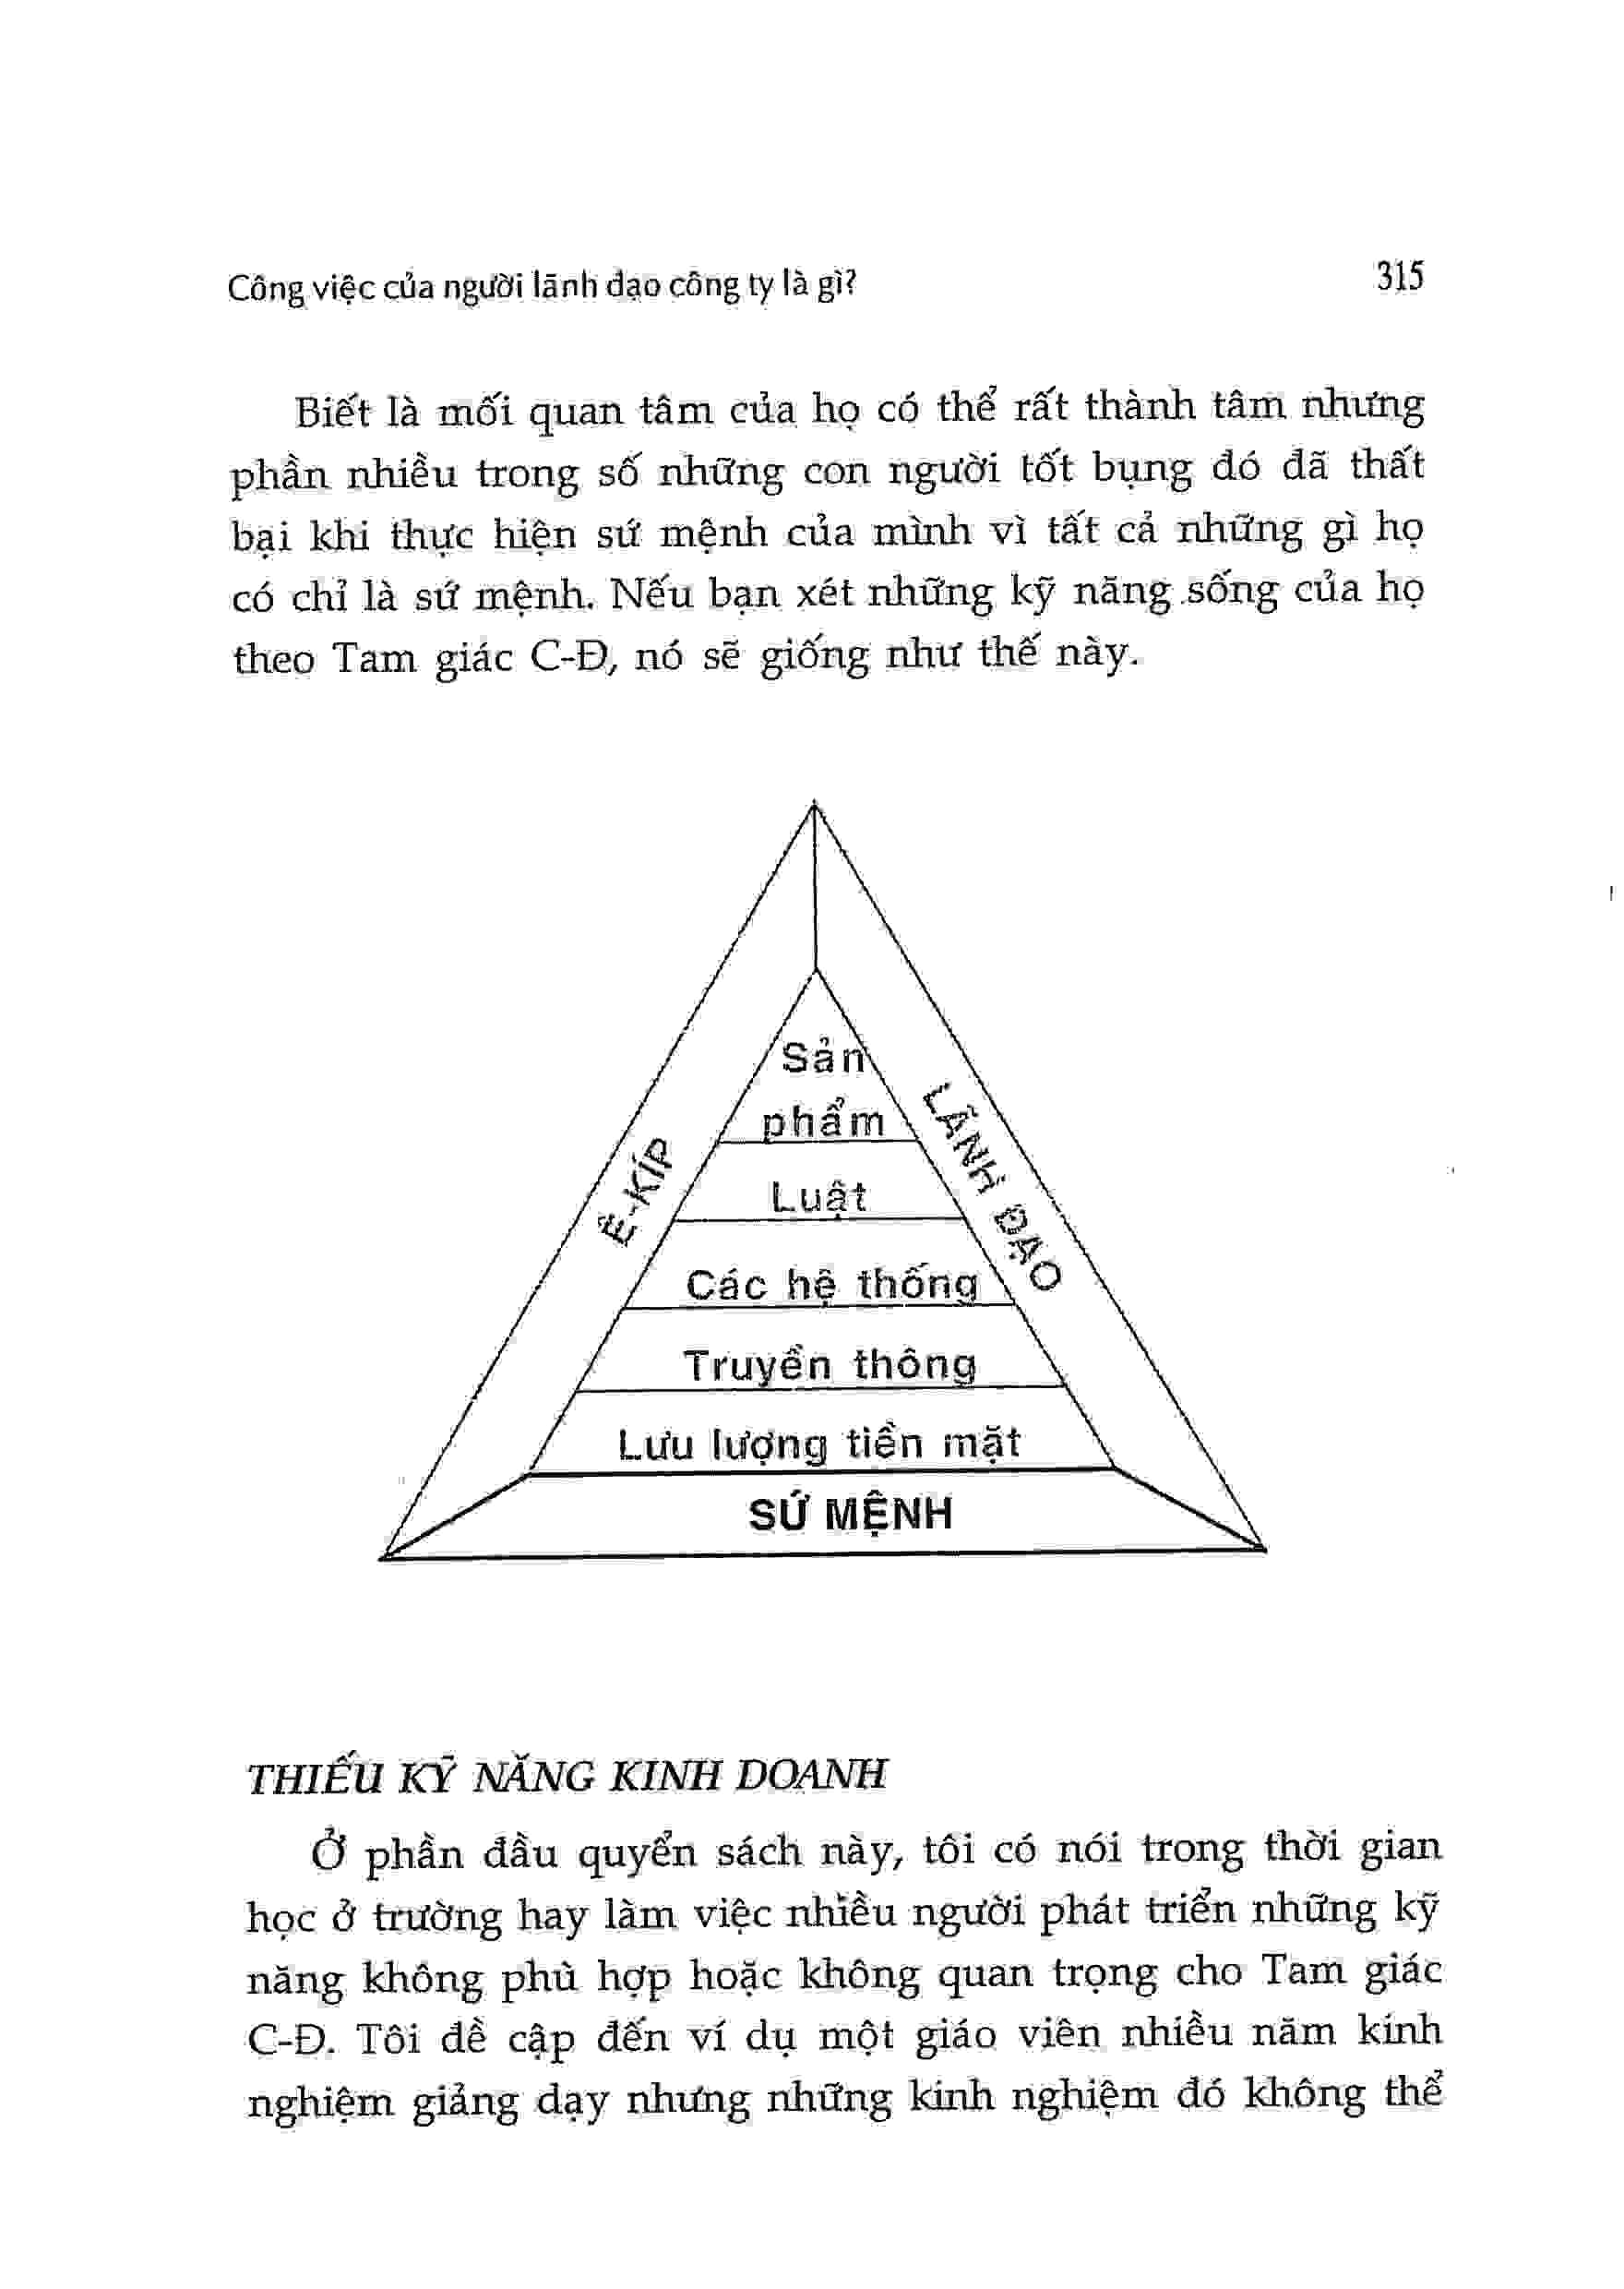 Công việc của người lãnh đạo công ty là gì?
315
Biết là mối quan tâm của họ có thể rất thành tâm nhưng
phần nhiều trong số những con người tốt bụng đó đã thất
bại khi thực hiện sứ mệnh của mình vì tất cả những gì họ
có chỉ là sứ mệnh. Nếu bạn xét những kỹ năng sống của họ
theo Tam giác C-Đ, nó sẽ giống như thế này.
Sản
phẩm
Luật
Các hệ thống
Truyền thông
Lưu lượng tiền mặt
SỨ MỆNH
Ê-KÍP
LÃNH ĐẠO
THIẾU KỸ NĂNG KINH DOANH
Ở phần đầu quyển sách này, tôi có nói trong thời gian
học ở trường hay làm việc nhiều người phát triển những kỹ
năng không phù hợp hoặc không quan trọng cho Tam giác
C-Đ. Tôi đề cập đến ví dụ một giáo viên nhiều năm kinh
nghiệm giảng dạy nhưng những kinh nghiệm đó không thể